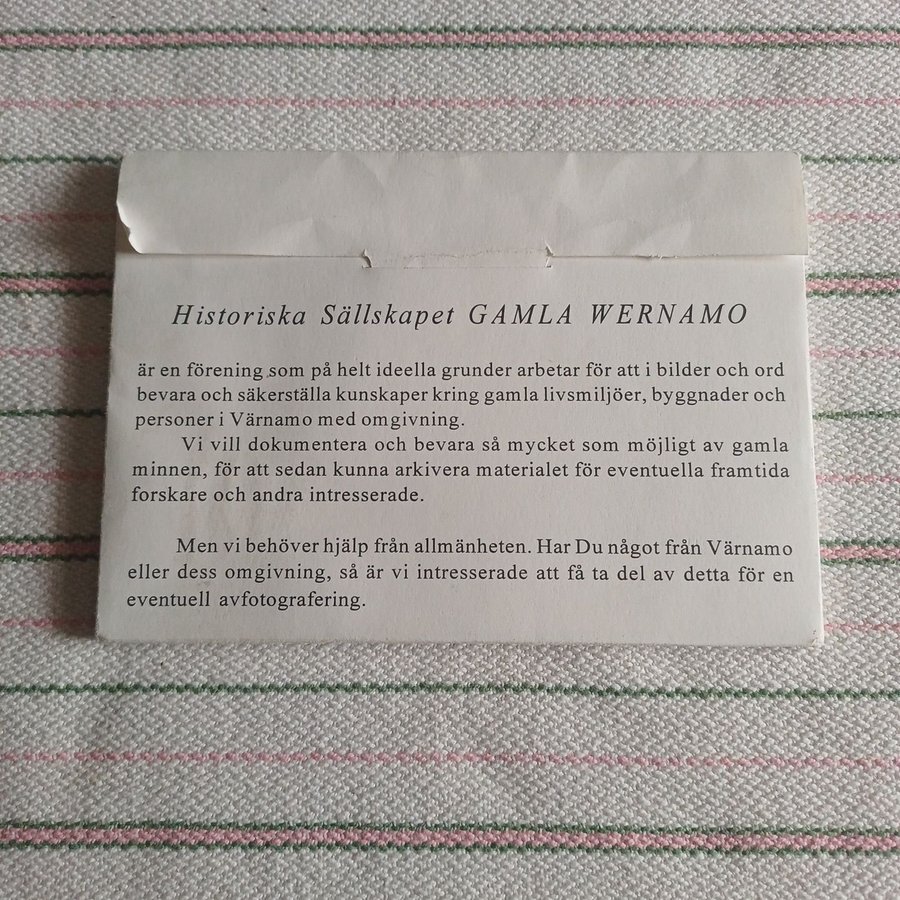 Historiska Sällskapet GAMLA WERNAMO
är en förening som på helt ideella grunder arbetar för att i bilder och ord
bevara och säkerställa kunskaper kring gamla livsmiljöer, byggnader och
personer i Värnamo med omgivning.
Vi vill dokumentera och bevara så mycket som möjligt av gamla
minnen, för att sedan kunna arkivera materialet för eventuella framtida
forskare och andra intresserade.
Men vi behöver hjälp från allmänheten. Har Du något från Värnamo
eller dess omgivning, så är vi intresserade att få ta del av detta för en
eventuell avfotografering.